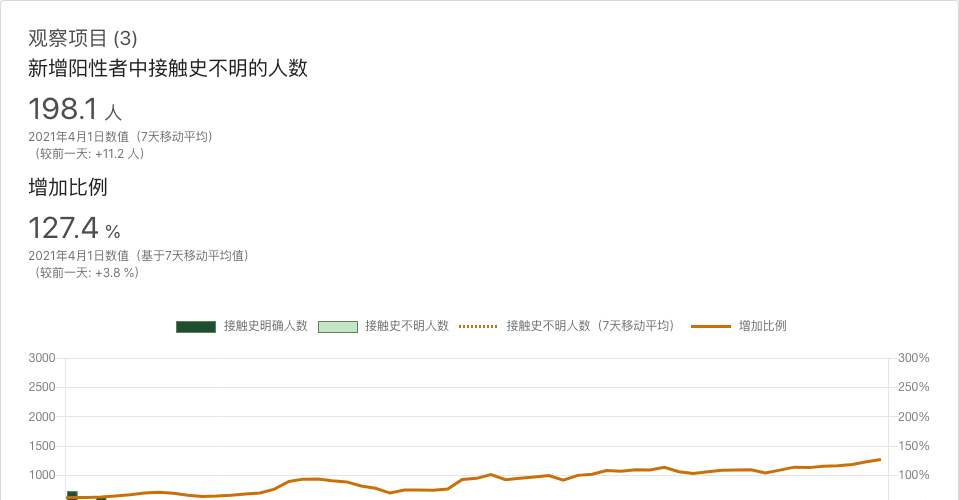 观察项目 (3)
新增阳性者中接触史不明的人数
198.1 人
2021年4月1日数值（7天移动平均）
（较前一天: +11.2 人）
增加比例
127.4 %
2021年4月1日数值（基于7天移动平均值）
（较前一天: +3.8 %）
接触史明确人数 接触史不明人数 接触史不明人数（7天移动平均） 增加比例
3000 300%
2500 250%
2000 200%
1500 150%
1000 100%